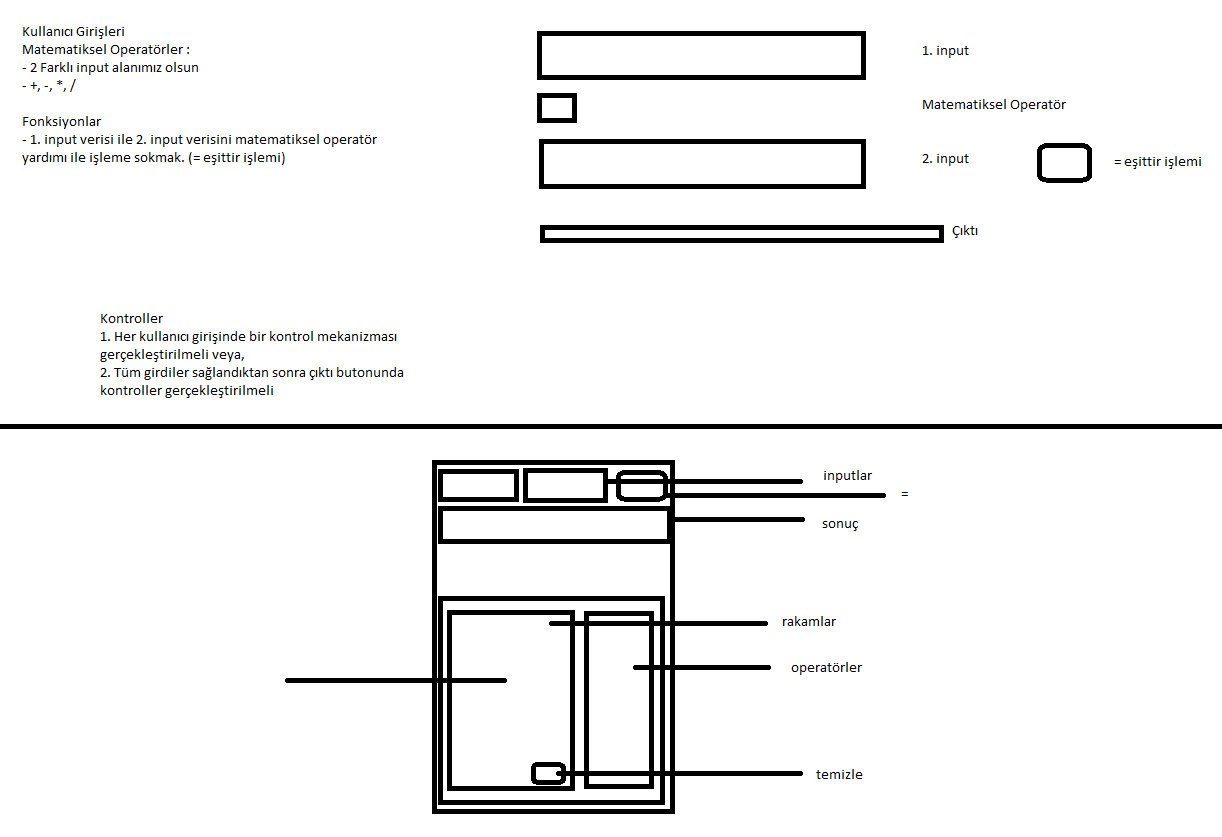 Kullanıcı Girişleri
Matematiksel Operatörler :
- 2 Farklı input alanımız olsun
- +, -, *, /
Fonksiyonlar
- 1. input verisi ile 2. input verisini matematiksel operatör
yardımı ile işleme sokmak. (= eşittir işlemi)
1. input
Matematiksel Operatör
2. input
= eşittir işlemi
Çıktı
Kontroller
1. Her kullanıcı girişinde bir kontrol mekanizması
gerçekleştirilmeli veya,
2. Tüm girdiler sağlandıktan sonra çıktı butonunda
kontroller gerçekleştirilmeli
inputlar
=
sonuç
rakamlar
operatörler
temizle